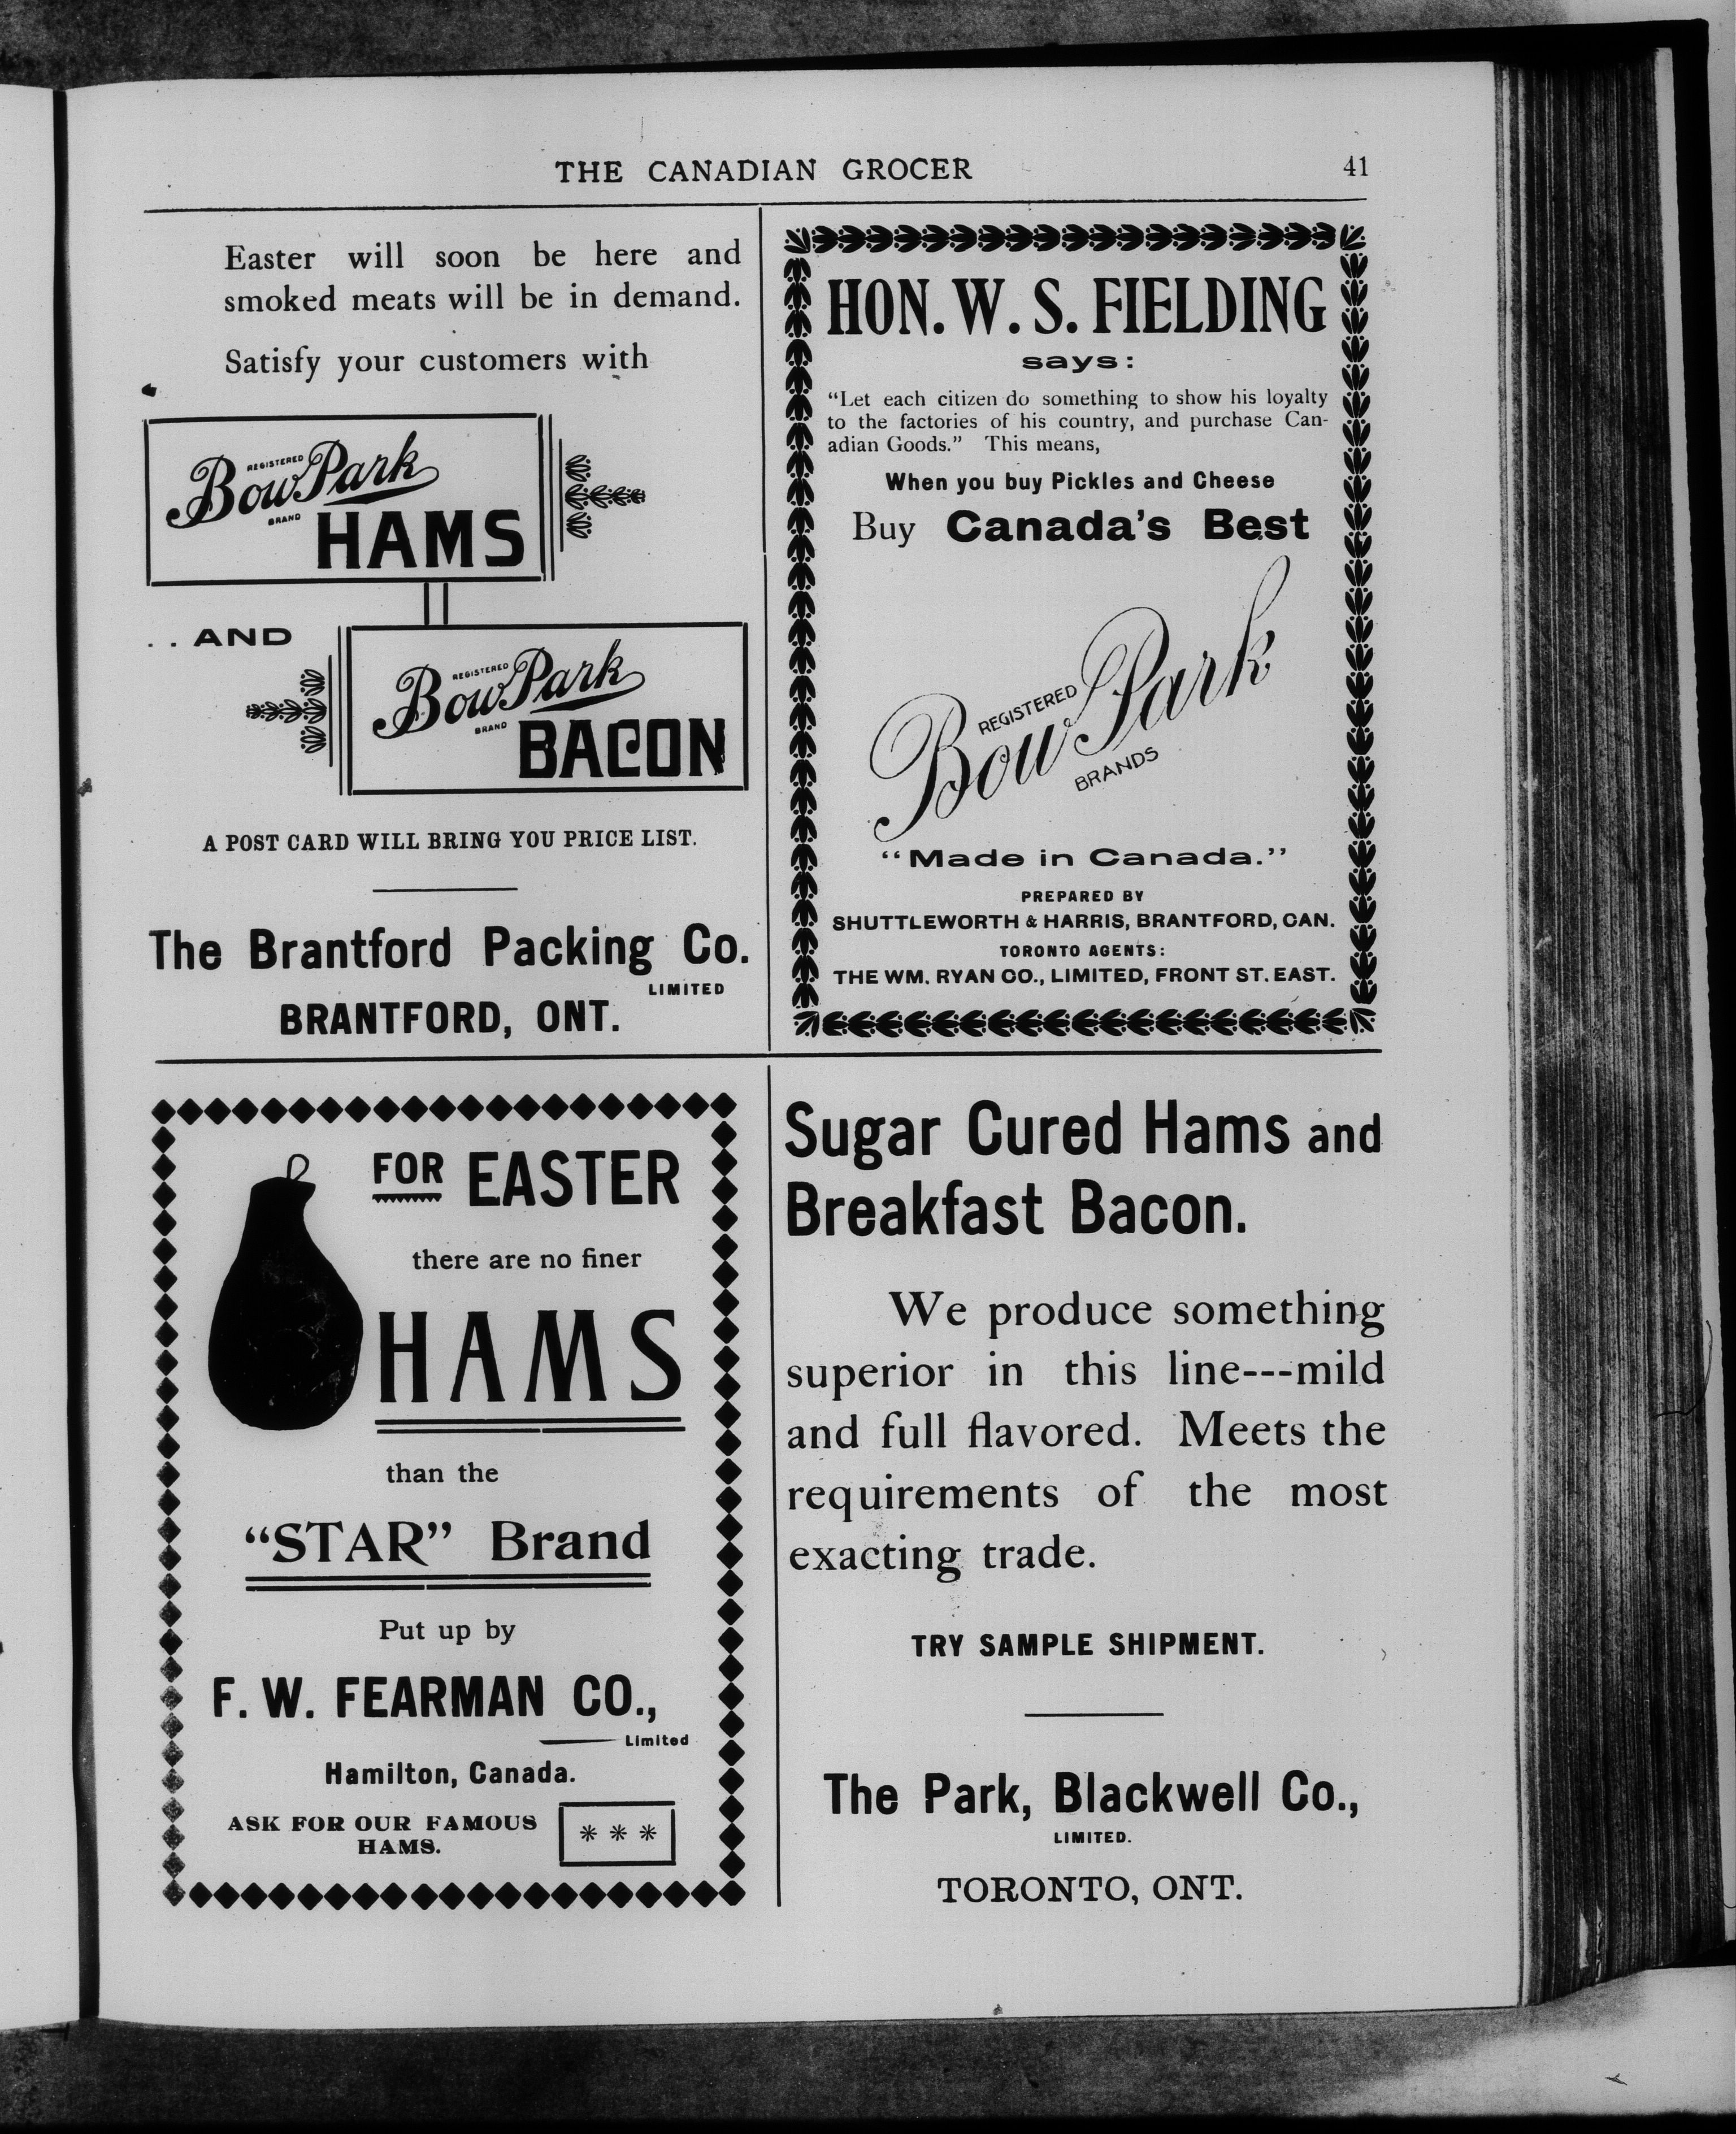 THE CANADIAN GROCER
41
Easter will soon be here and
smoked meats will be in demand.
Satisfy your customers with
Bow Park
REGISTERED
BRAND
HAMS
. . AND
Bow Park
REGISTERED
BRAND
BACON
A POST CARD WILL BRING YOU PRICE LIST.
The Brantford Packing Co.
LIMITED
BRANTFORD, ONT.
HON. W. S. FIELDING
says:
“Let each citizen do something to show his loyalty
to the factories of his country, and purchase Can-
adian Goods.” This means,
When you buy Pickles and Cheese
Buy Canada’s Best
REGISTERED
Bow Park
BRANDS
“Made in Canada.”
PREPARED BY
SHUTTLEWORTH & HARRIS, BRANTFORD, CAN.
TORONTO AGENTS:
THE WM. RYAN CO., LIMITED, FRONT ST. EAST.
FOR EASTER
there are no finer
HAMS
than the
“STAR” Brand
Put up by
F. W. FEARMAN CO.,
Limited
Hamilton, Canada.
ASK FOR OUR FAMOUS
HAMS.
* * *
Sugar Cured Hams and
Breakfast Bacon.
We produce something
superior in this line---mild
and full flavored. Meets the
requirements of the most
exacting trade.
TRY SAMPLE SHIPMENT.
The Park, Blackwell Co.,
LIMITED.
TORONTO, ONT.